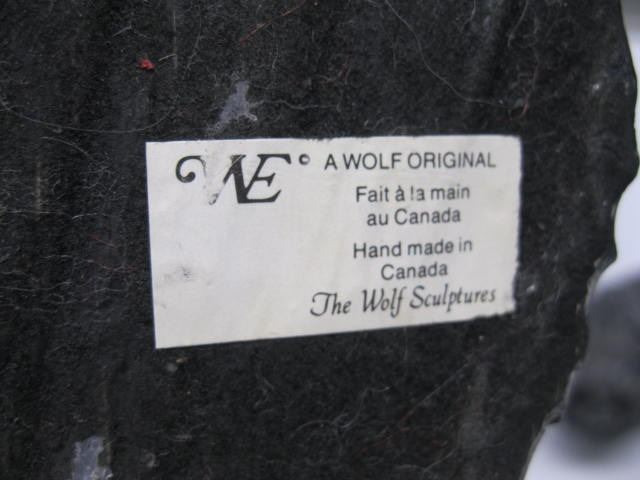 WE° A WOLF ORIGINAL
Fait à la main
au Canada
Hand made in
Canada
The Wolf Sculptures